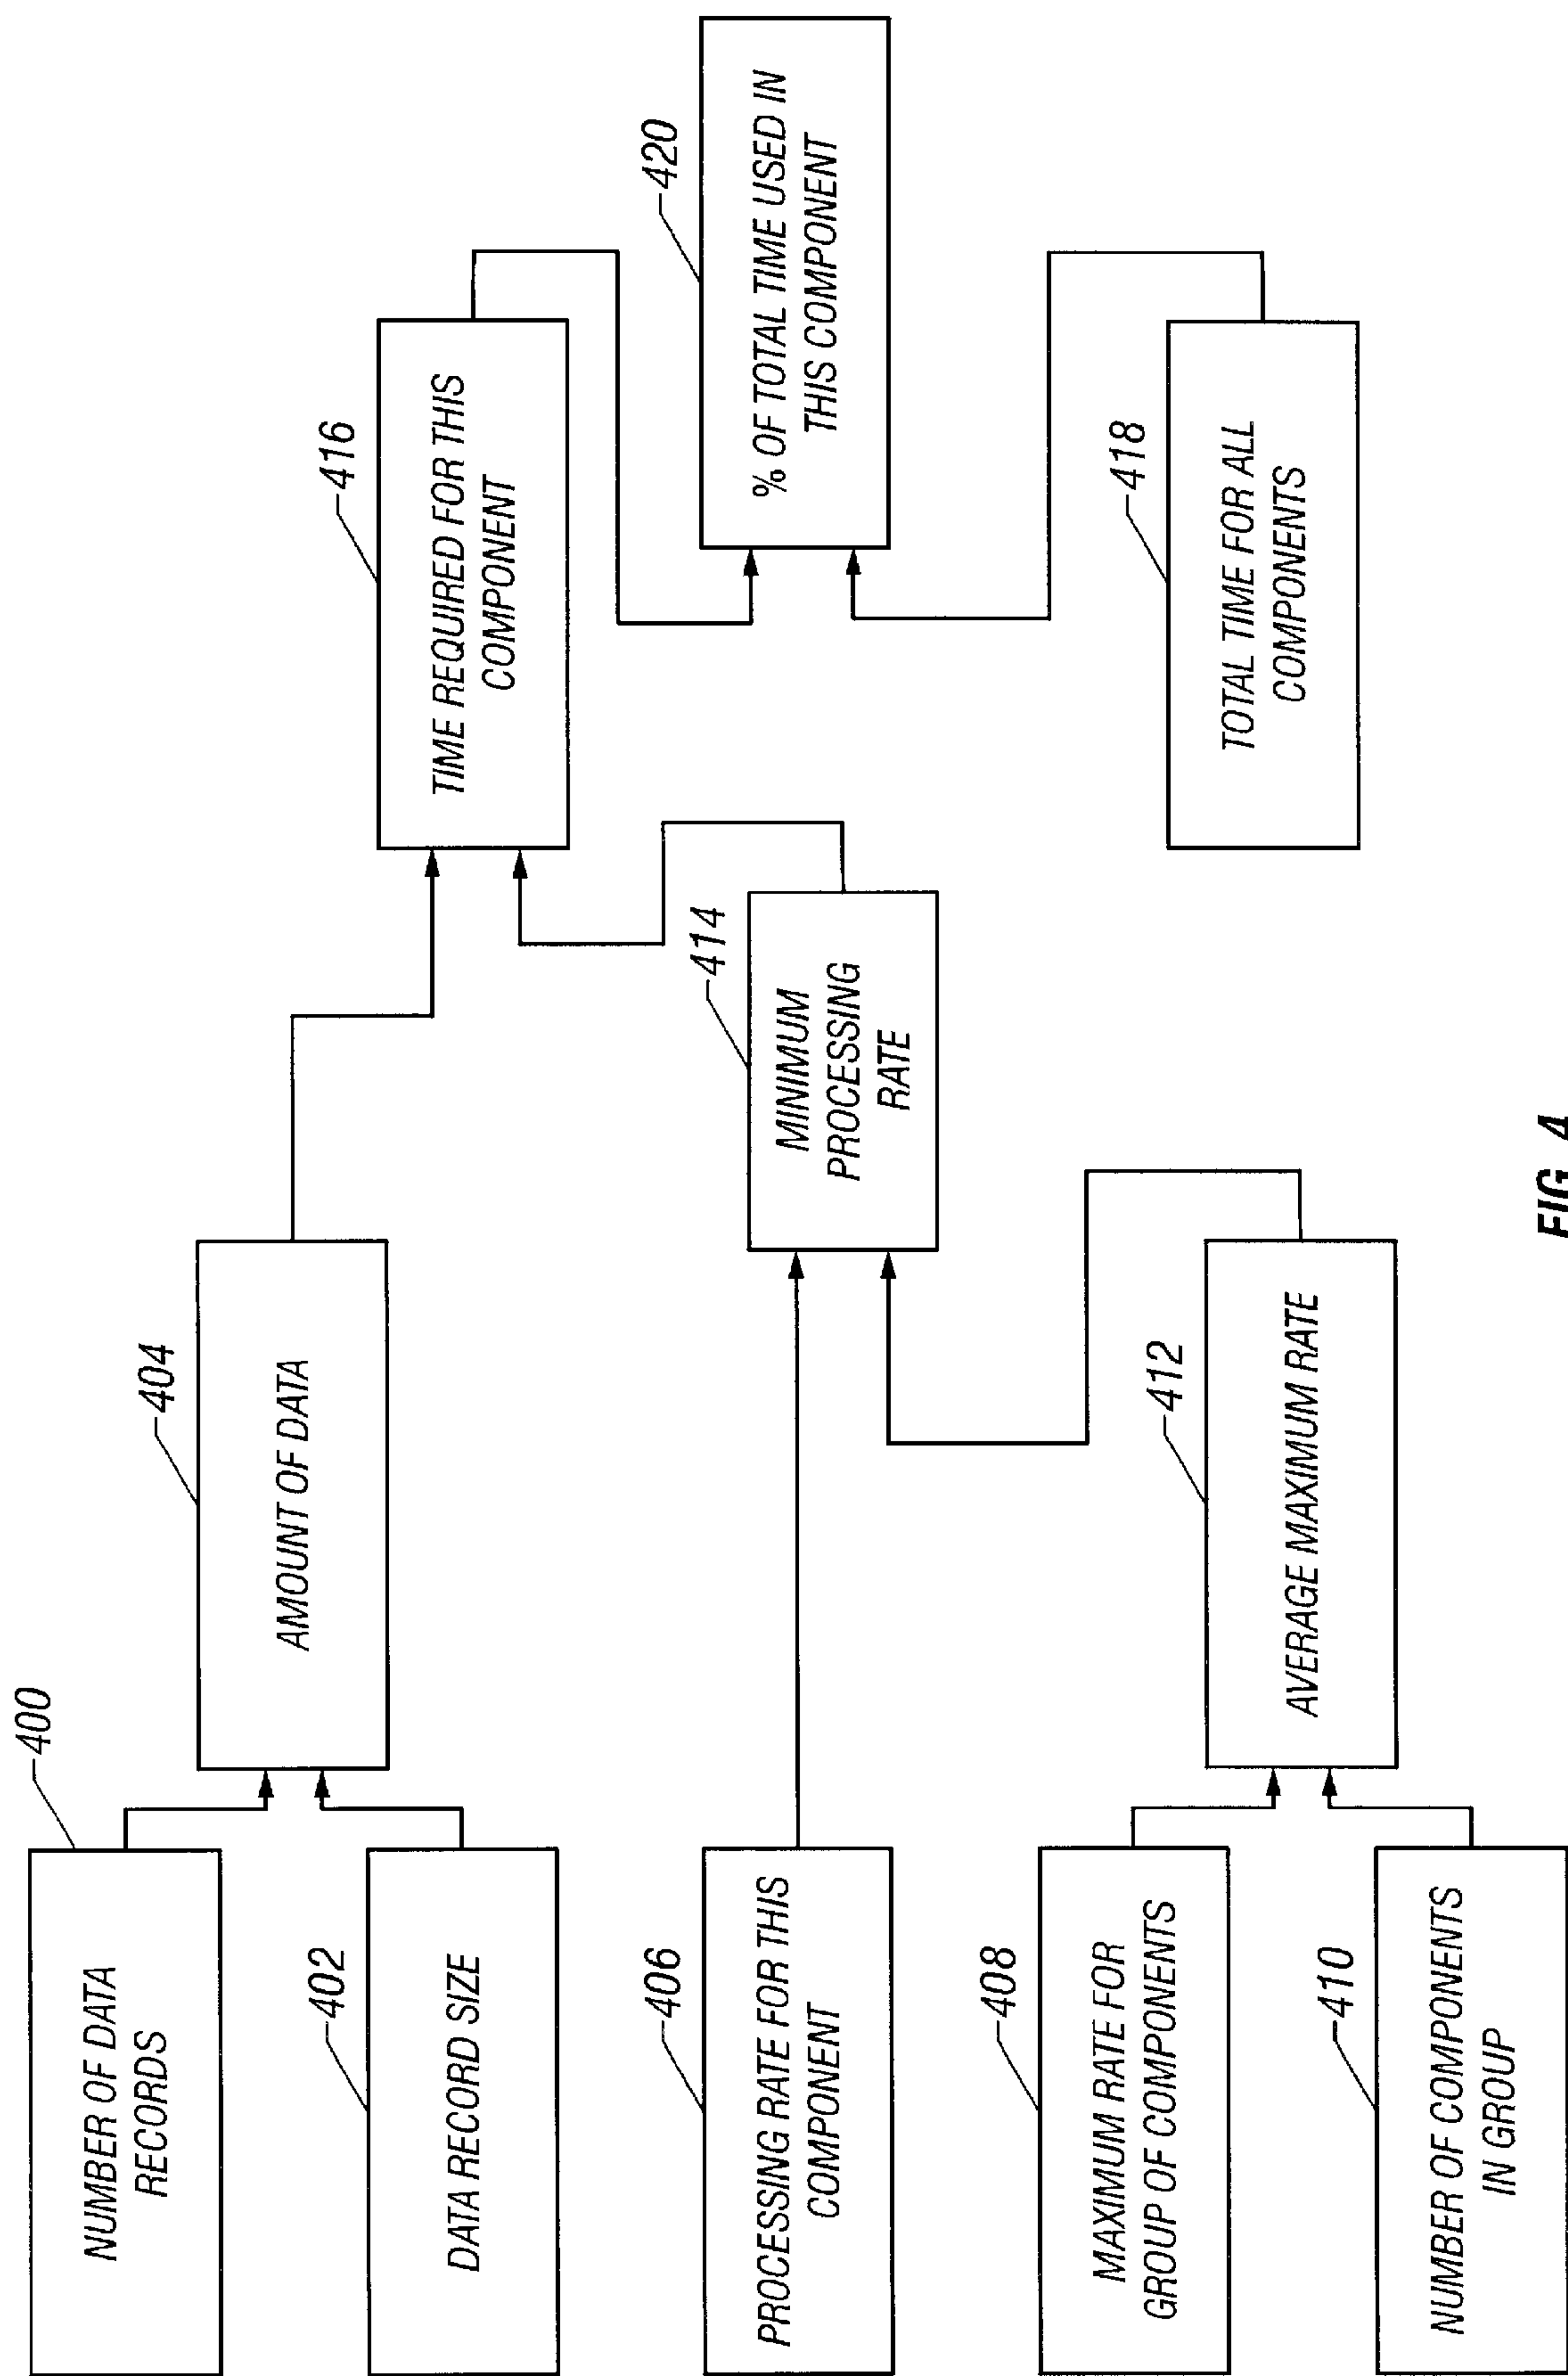 400
NUMBER OF DATA
RECORDS
402
DATA RECORD SIZE
404
AMOUNT OF DATA
406
PROCESSING RATE FOR THIS
COMPONENT
408
MAXIMUM RATE FOR
GROUP OF COMPONENTS
410
NUMBER OF COMPONENTS
IN GROUP
412
AVERAGE MAXIMUM RATE
414
MINIMUM
PROCESSING
RATE
416
TIME REQUIRED FOR THIS
COMPONENT
418
TOTAL TIME FOR ALL
COMPONENTS
420
% OF TOTAL TIME USED IN
THIS COMPONENT
FIG. 4